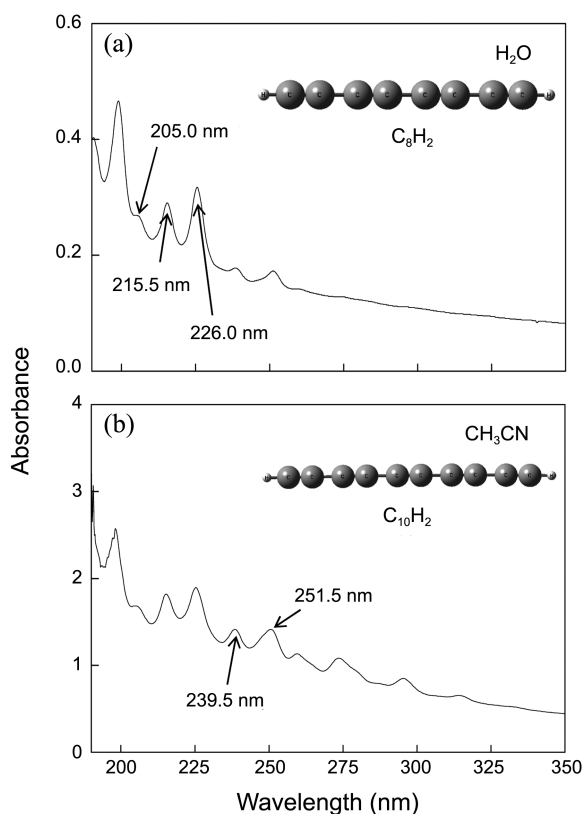 (a)
H₂O
C₈H₂
205.0 nm
215.5 nm
226.0 nm
0.6
0.4
0.2
0.0
Absorbance
(b)
CH₃CN
C₁₀H₂
251.5 nm
239.5 nm
4
3
2
1
0
200 225 250 275 300 325 350
Wavelength (nm)